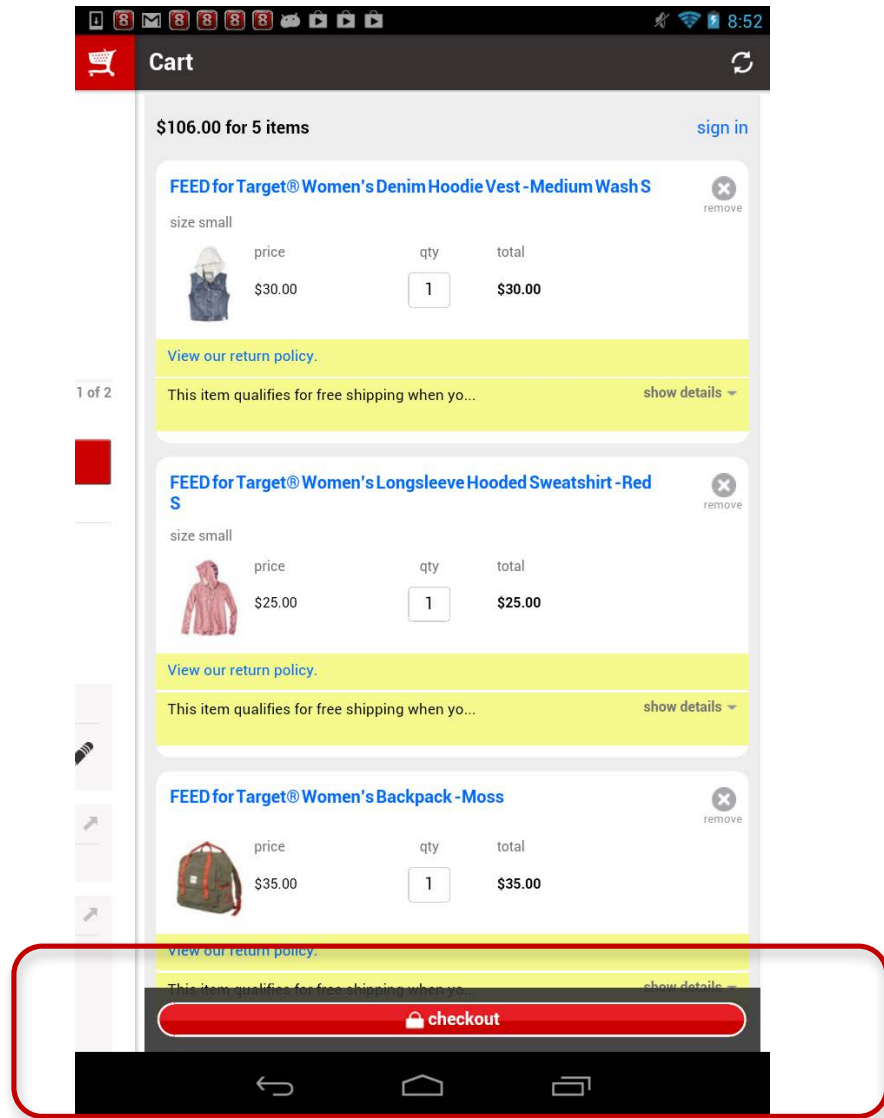 8 8 8 8 8 8:52
Cart
$106.00 for 5 items sign in
FEED for Target® Women's Denim Hoodie Vest - Medium Wash S
remove
size small
price qty total
$30.00 1 $30.00
View our return policy.
1 of 2
This item qualifies for free shipping when yo... show details
FEED for Target® Women's Longsleeve Hooded Sweatshirt - Red
S
remove
size small
price qty total
$25.00 1 $25.00
View our return policy.
This item qualifies for free shipping when yo... show details
FEED for Target® Women's Backpack - Moss
remove
price qty total
$35.00 1 $35.00
View our return policy.
This item qualifies for free shipping when yo... show details
checkout